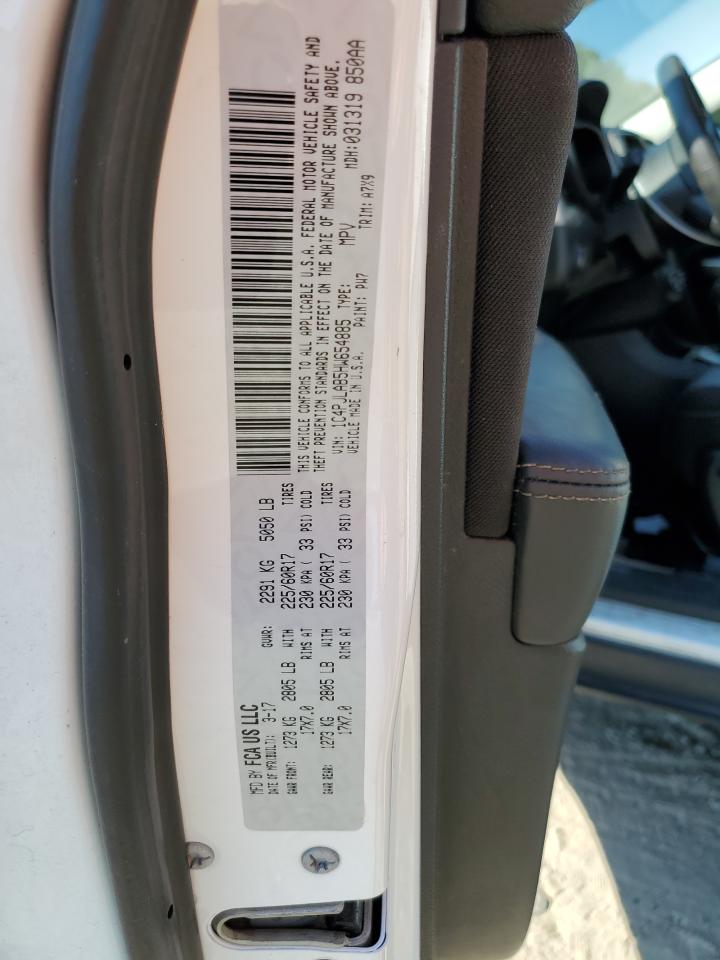 MFD BY FCA US LLC
DATE OF MFR(BUILT): 3-17 GVWR: 2291 KG 5050 LB
GAWR FRONT: 1273 KG 2805 LB WITH 225/60R17 TIRES
17X7.0 RIMS AT 230 KPA ( 33 PSI) COLD
GAWR REAR: 1273 KG 2805 LB WITH 225/60R17 TIRES
17X7.0 RIMS AT 230 KPA ( 33 PSI) COLD
THIS VEHICLE CONFORMS TO ALL APPLICABLE U.S.A. FEDERAL MOTOR VEHICLE SAFETY AND
THEFT PREVENTION STANDARDS IN EFFECT ON THE DATE OF MANUFACTURE SHOWN ABOVE.
VIN: 1C4PJLAB5HW654885 TYPE: MPV MDH:031319 850AA
VEHICLE MADE IN U.S.A. PAINT: PW7 TRIM: A7X9